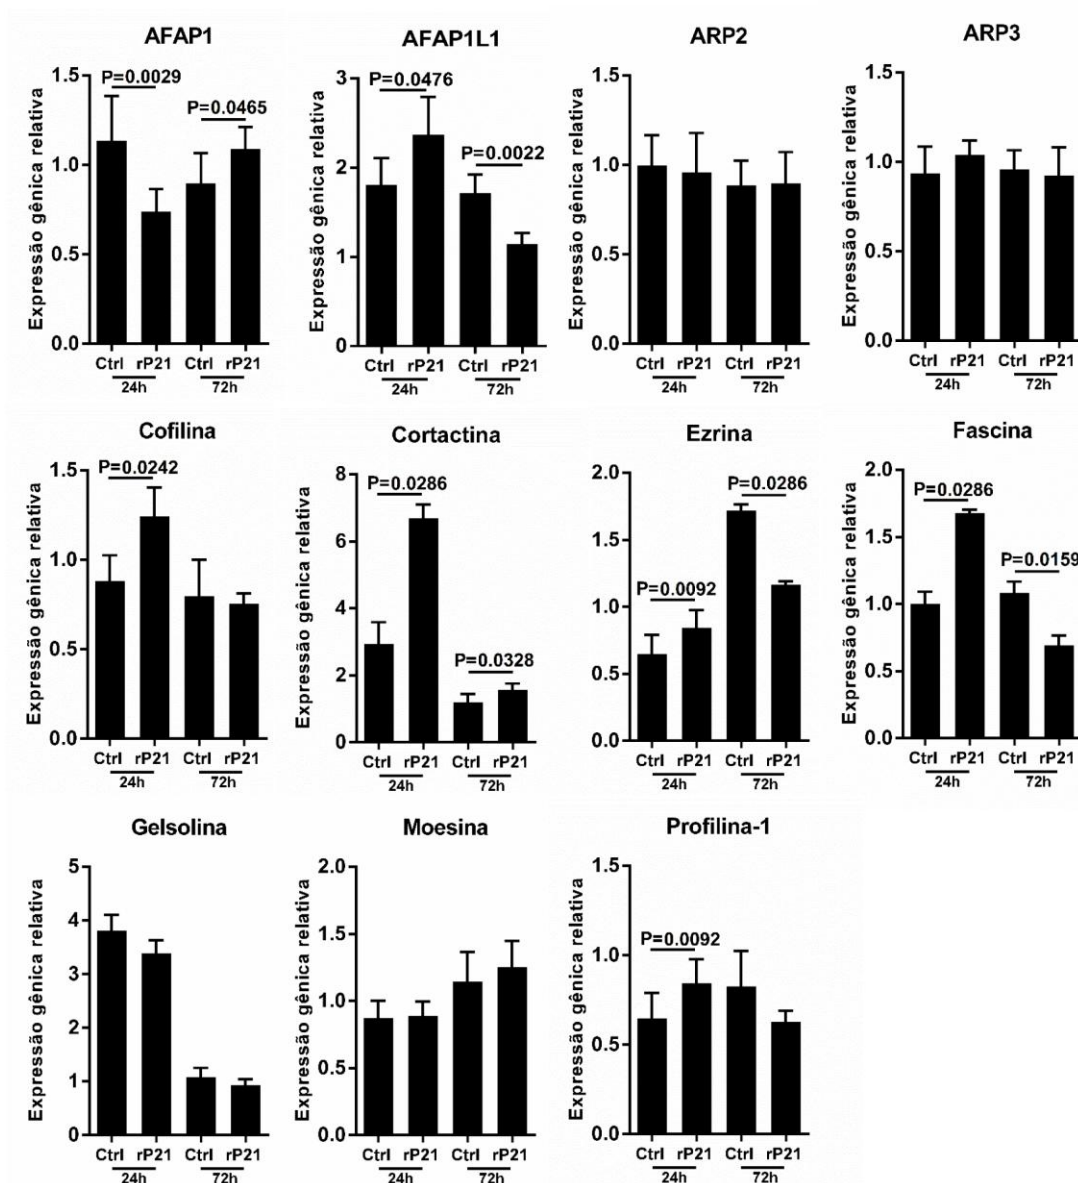 AFAP1
Expressão gênica relativa
1.5
1.0
0.5
0.0
P=0.0029
P=0.0465
Ctrl rP21 Ctrl rP21
24h 72h
AFAP1L1
Expressão gênica relativa
3
2
1
0
P=0.0476
P=0.0022
Ctrl rP21 Ctrl rP21
24h 72h
ARP2
Expressão gênica relativa
1.5
1.0
0.5
0.0
Ctrl rP21 Ctrl rP21
24h 72h
ARP3
Expressão gênica relativa
1.5
1.0
0.5
0.0
Ctrl rP21 Ctrl rP21
24h 72h
Cofilina
Expressão gênica relativa
1.5
1.0
0.5
0.0
P=0.0242
Ctrl rP21 Ctrl rP21
24h 72h
Cortactina
Expressão gênica relativa
8
6
4
2
0
P=0.0286
P=0.0328
Ctrl rP21 Ctrl rP21
24h 72h
Ezrina
Expressão gênica relativa
2.0
1.5
1.0
0.5
0.0
P=0.0286
P=0.0092
Ctrl rP21 Ctrl rP21
24h 72h
Fascina
Expressão gênica relativa
2.0
1.5
1.0
0.5
0.0
P=0.0286
P=0.0159
Ctrl rP21 Ctrl rP21
24h 72h
Gelsolina
Expressão gênica relativa
5
4
3
2
1
0
Ctrl rP21 Ctrl rP21
24h 72h
Moesina
Expressão gênica relativa
2.0
1.5
1.0
0.5
0.0
Ctrl rP21 Ctrl rP21
24h 72h
Profilina-1
Expressão gênica relativa
1.5
1.0
0.5
0.0
P=0.0092
Ctrl rP21 Ctrl rP21
24h 72h